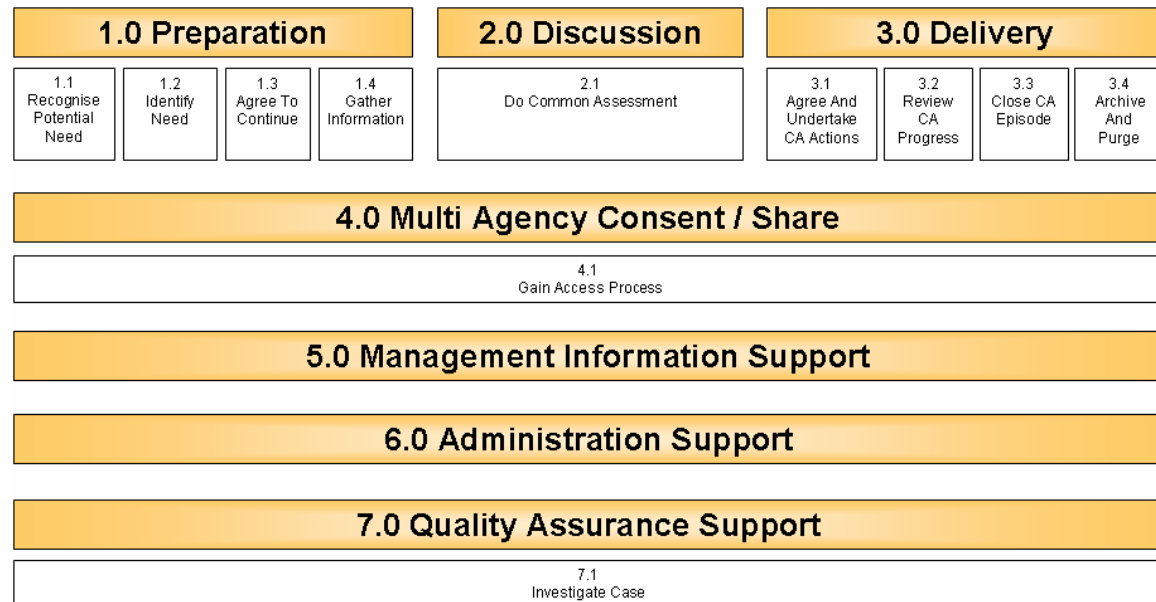 1.0 Preparation
1.1
Recognise
Potential
Need
1.2
Identify
Need
1.3
Agree To
Continue
1.4
Gather
Information
2.0 Discussion
2.1
Do Common Assessment
3.0 Delivery
3.1
Agree And
Undertake
CA Actions
3.2
Review
CA
Progress
3.3
Close CA
Episode
3.4
Archive
And
Purge
4.0 Multi Agency Consent / Share
4.1
Gain Access Process
5.0 Management Information Support
6.0 Administration Support
7.0 Quality Assurance Support
7.1
Investigate Case